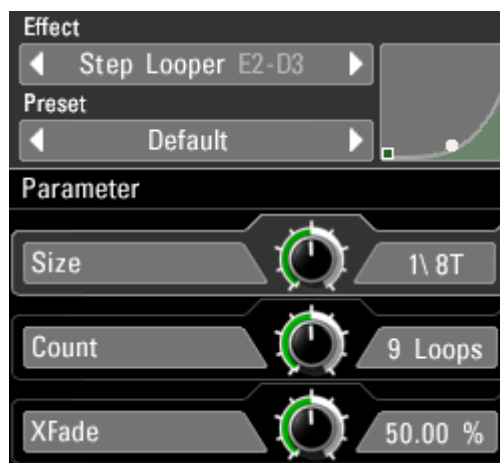 Effect
Step Looper E2-D3
Preset
Default
Parameter
Size 1\ 8T
Count 9 Loops
XFade 50.00 %